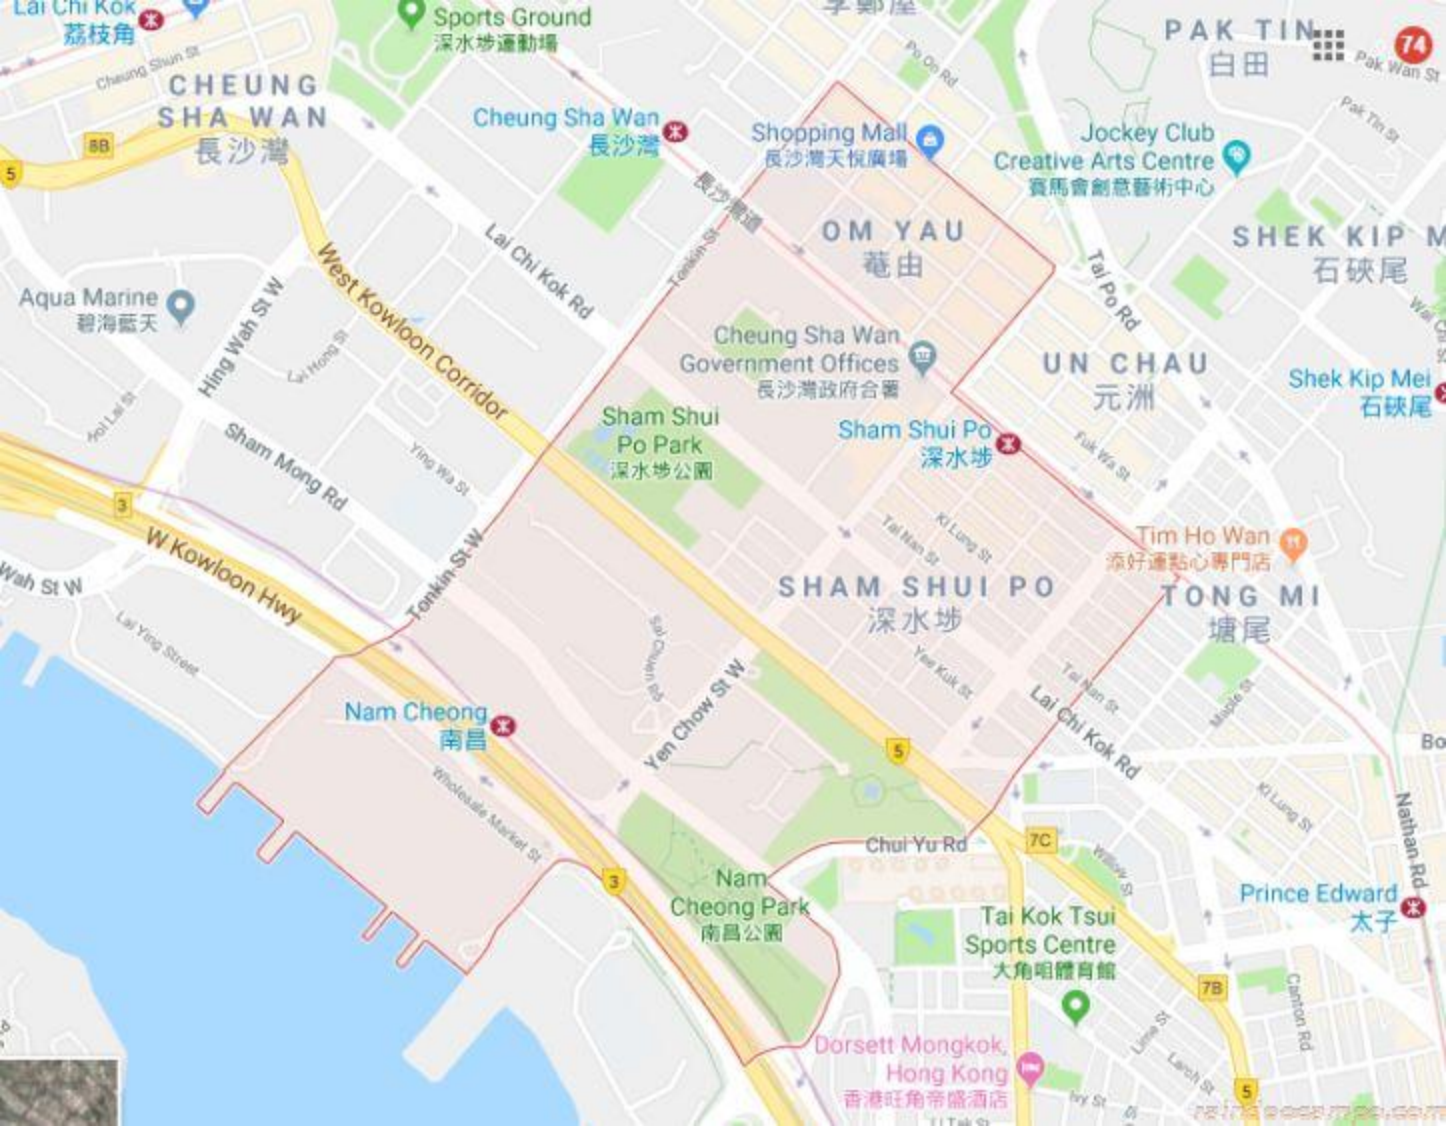 Lai Chi Kok
荔枝角
Cheung Shun St
Sports Ground
深水埗運動場
李鄭屋
Po On Rd
PAK TIN
白田
74
Pak Wan St
Pak Tin St
CHEUNG
SHA WAN
長沙灣
8B
5
Cheung Sha Wan
長沙灣
Shopping Mall
長沙灣天悅廣場
Jockey Club
Creative Arts Centre
賽馬會創意藝術中心
長沙灣道
Tonkin St
OM YAU
菴由
SHEK KIP M
石硤尾
Lai Chi Kok Rd
West Kowloon Corridor
Aqua Marine
碧海藍天
Hing Wah St W
Lai Hong St
Tai Po Rd
Cheung Sha Wan
Government Offices
長沙灣政府合署
UN CHAU
元洲
Shek Kip Mei
石硤尾
Hoi Lai St
Sham Mong Rd
Ying Wa St
Sham Shui
Po Park
深水埗公園
Sham Shui Po
深水埗
Fuk Wa St
3
W Kowloon Hwy
Wah St W
Tonkin St W
Tai Nan St
Ki Lung St
Tim Ho Wan
添好運點心專門店
SHAM SHUI PO
深水埗
TONG MI
塘尾
Lai Ying Street
Sai Chuen Rd
Yee Kuk St
Tai Nan St
Maple St
Yen Chow St W
Lai Chi Kok Rd
Nam Cheong
南昌
5
Bo
Wholesale Market St
Ki Lung St
Nathan Rd
Chui Yu Rd
7C
Willow St
3
Nam
Cheong Park
南昌公園
Prince Edward
太子
Tai Kok Tsui
Sports Centre
大角咀體育館
7B
Canton Rd
Lime St
Larch St
Dorsett Mongkok,
Hong Kong
香港旺角帝盛酒店
Ivy St
5